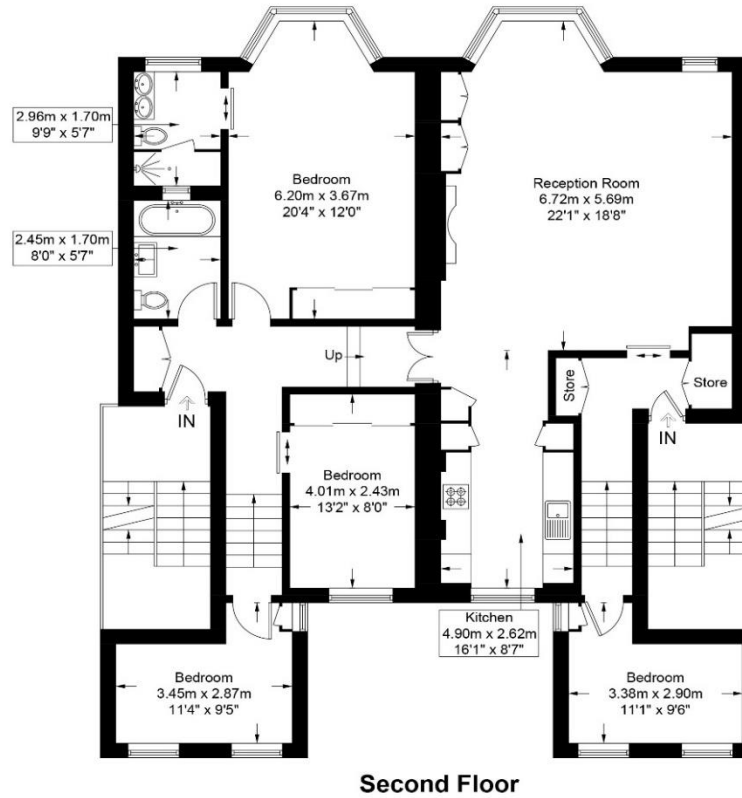 2.96m x 1.70m
9'9" x 5'7"
Bedroom
6.20m x 3.67m
20'4" x 12'0"
Reception Room
6.72m x 5.69m
22'1" x 18'8"
2.45m x 1.70m
8'0" x 5'7"
Up
Store
Store
IN
IN
Bedroom
4.01m x 2.43m
13'2" x 8'0"
Kitchen
4.90m x 2.62m
16'1" x 8'7"
Bedroom
3.45m x 2.87m
11'4" x 9'5"
Bedroom
3.38m x 2.90m
11'1" x 9'6"
Second Floor